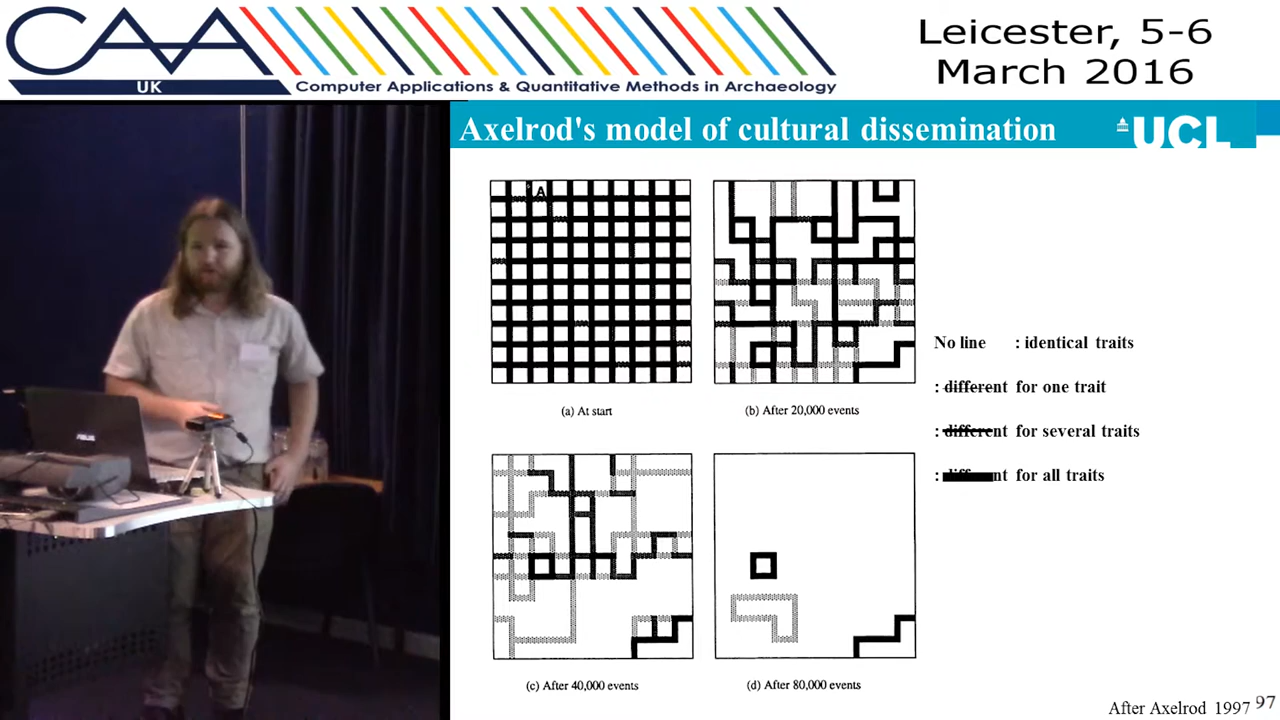 CAA
UK
Computer Applications & Quantitative Methods in Archaeology
Leicester, 5-6
March 2016
Axelrod's model of cultural dissemination
UCL
A
(a) At start
(b) After 20,000 events
No line : identical traits
: different for one trait
: different for several traits
: different for all traits
(c) After 40,000 events
(d) After 80,000 events
After Axelrod 1997
97
ASUS